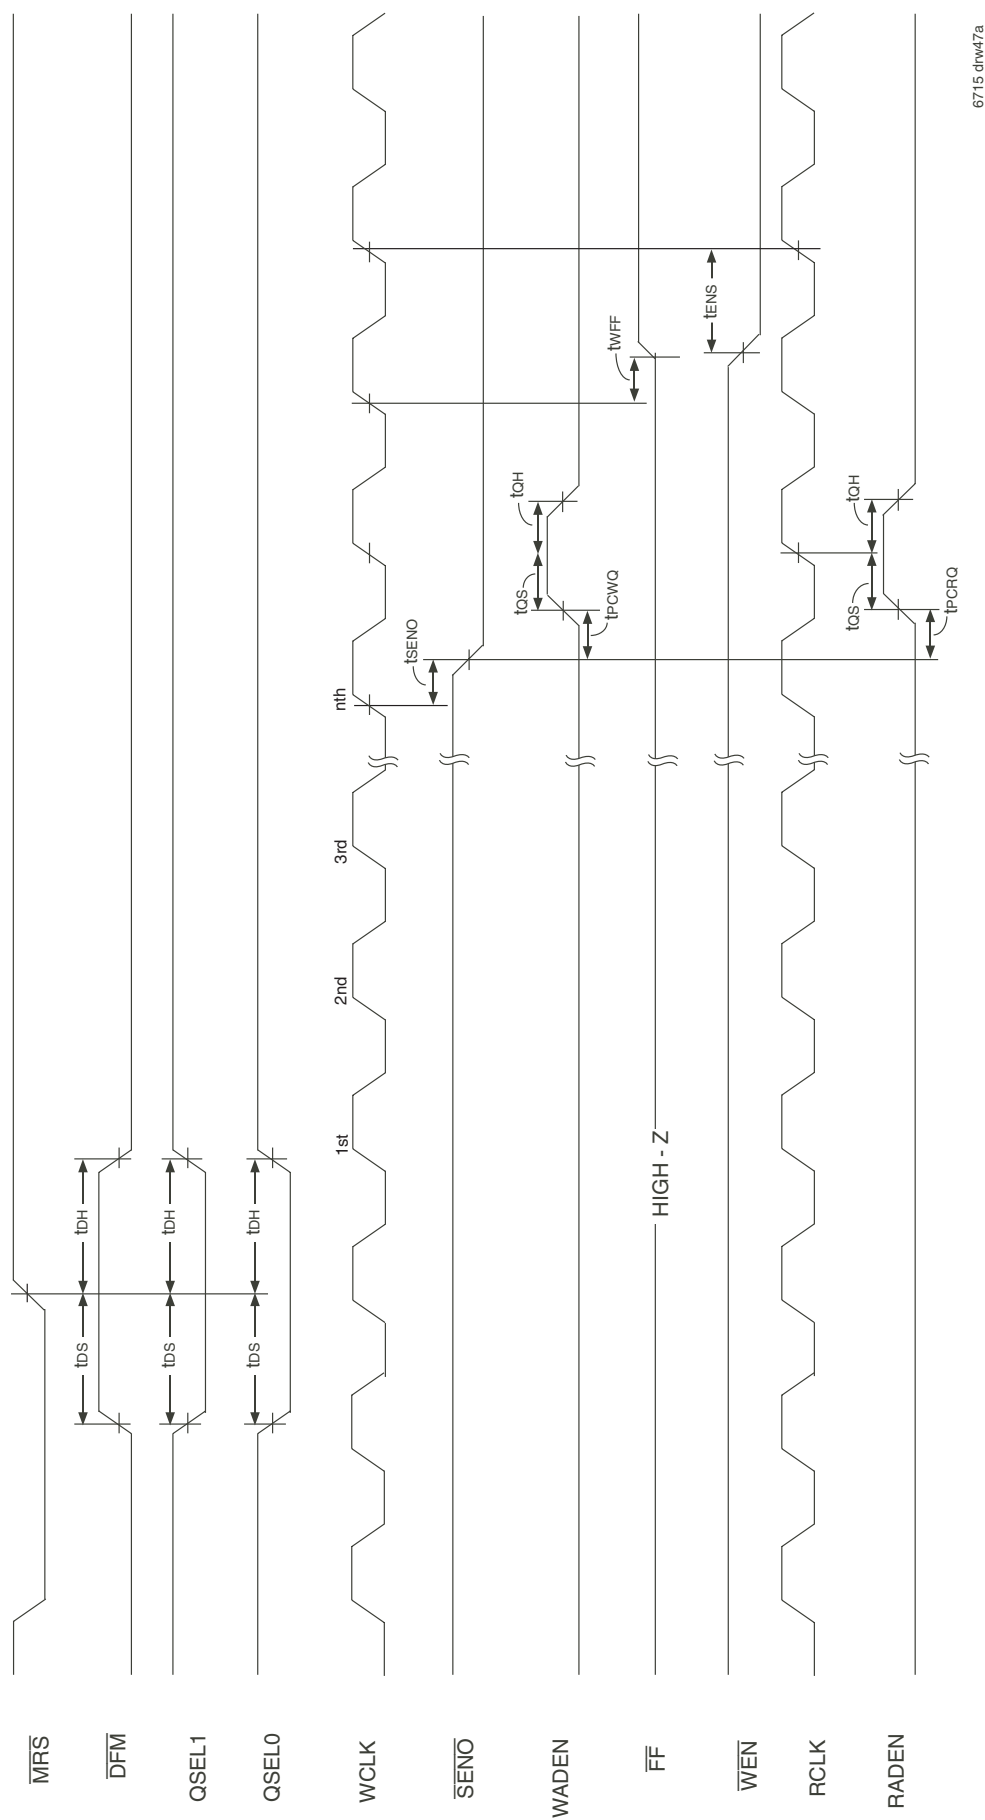 MRS
tDS
tDH
DFM
tDS
tDH
QSEL1
tDS
tDH
QSEL0
1st
2nd
3rd
nth
WCLK
tSENO
SENO
tQS
tQH
WADEN
tPCWQ
tWFF
HIGH - Z
FF
tENS
WEN
RCLK
tQS
tQH
RADEN
tPCRQ
6715 drw47a